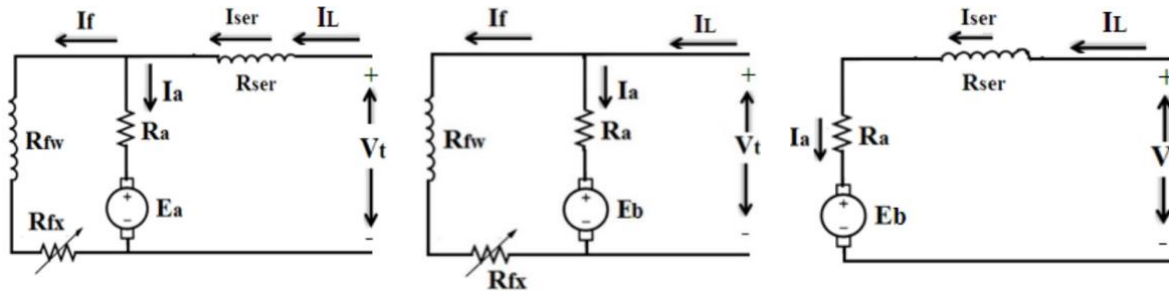 If
Iser
IL
Rser
Ia
Rfw
Ra
+
Vt
+
−
Ea
Rfx
-
If
IL
Ia
Rfw
Ra
+
Vt
+
−
Eb
Rfx
-
Iser
IL
Rser
Ia
Ra
+
V
+
−
Eb
-